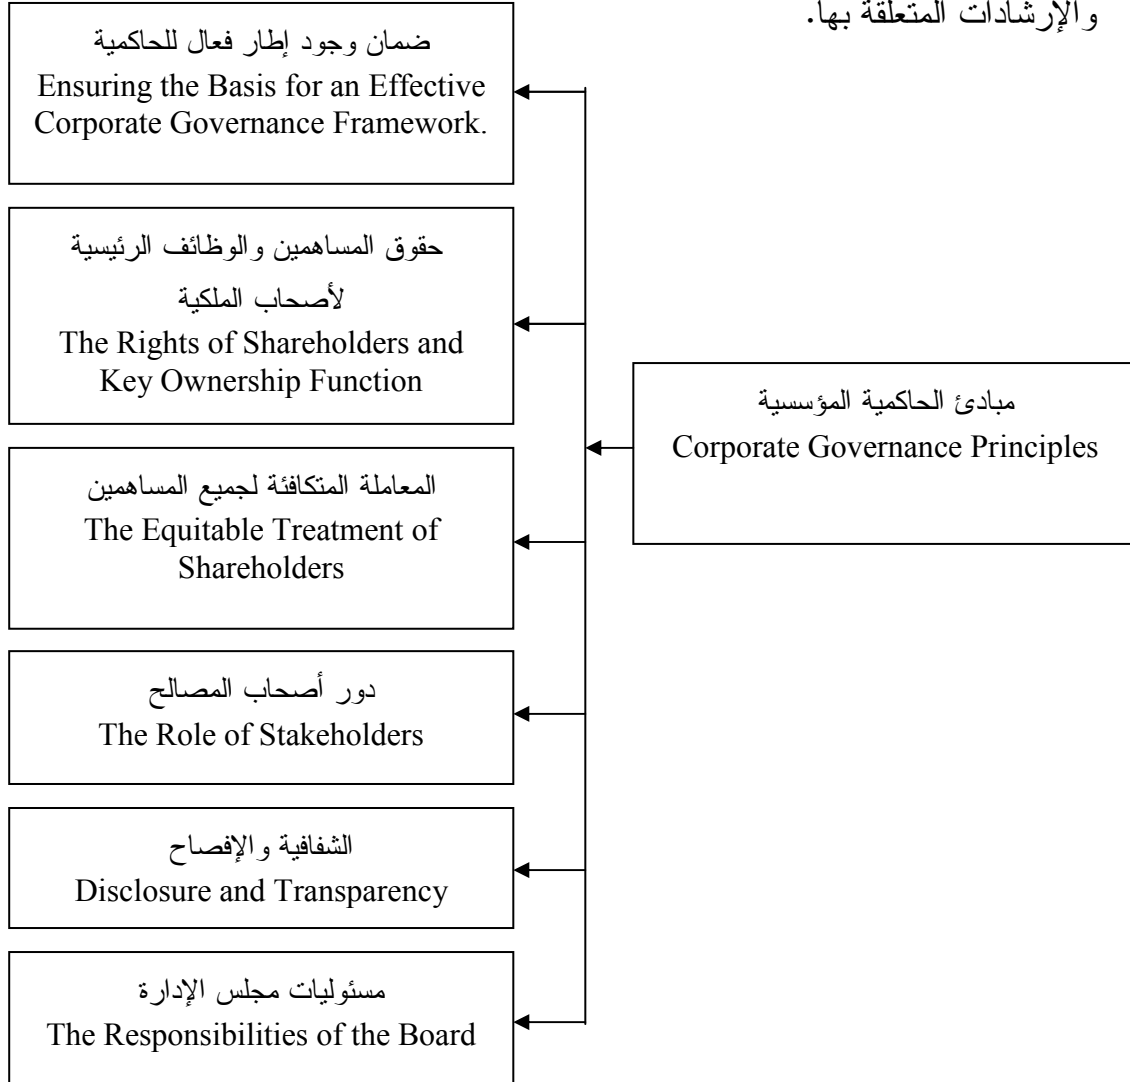 والإرشادات المتعلقة بها.
ضمان وجود إطار فعال للحاكمية
Ensuring the Basis for an Effective
Corporate Governance Framework.
حقوق المساهمين والوظائف الرئيسية
لأصحاب الملكية
The Rights of Shareholders and
Key Ownership Function
مبادئ الحاكمية المؤسسية
Corporate Governance Principles
المعاملة المتكافئة لجميع المساهمين
The Equitable Treatment of
Shareholders
دور أصحاب المصالح
The Role of Stakeholders
الشفافية والإفصاح
Disclosure and Transparency
مسئوليات مجلس الإدارة
The Responsibilities of the Board